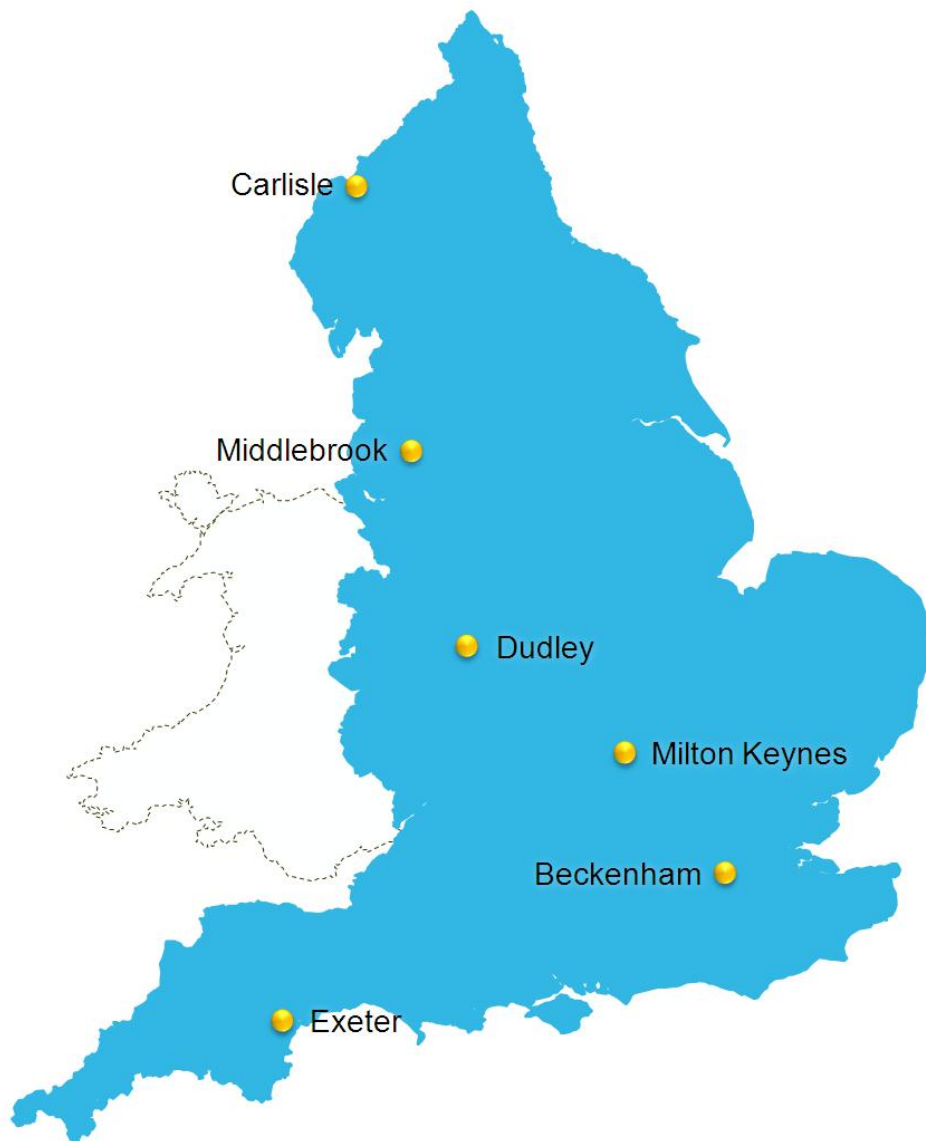 Carlisle
Middlebrook
Dudley
Milton Keynes
Beckenham
Exeter